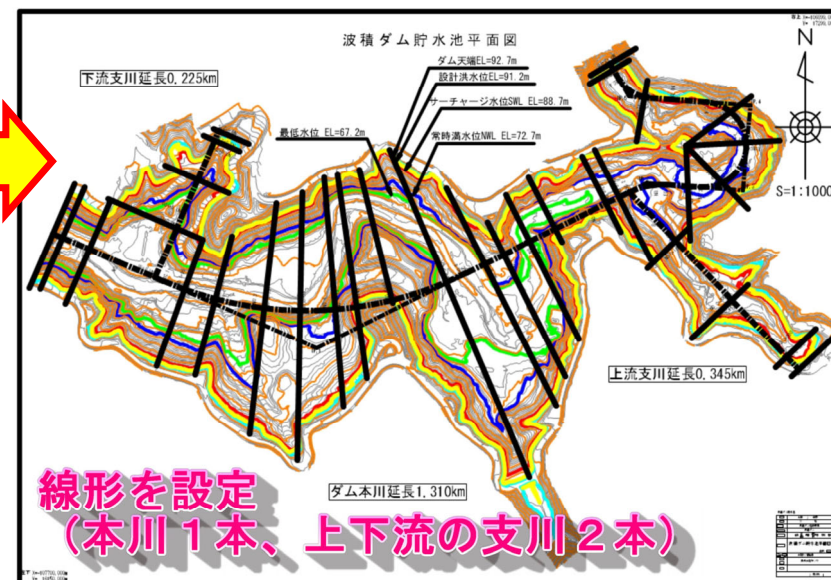 波積ダム貯水池平面図
N
S=1:1000
下流支川延長0.225km
ダム天端EL=92.7m
設計洪水位EL=91.2m
サーチャージ水位SWL EL=88.7m
最低水位 EL=67.2m
常時満水位NWL EL=72.7m
上流支川延長0.345km
ダム本川延長1.310km
線形を設定
（本川１本、上下流の支川２本）